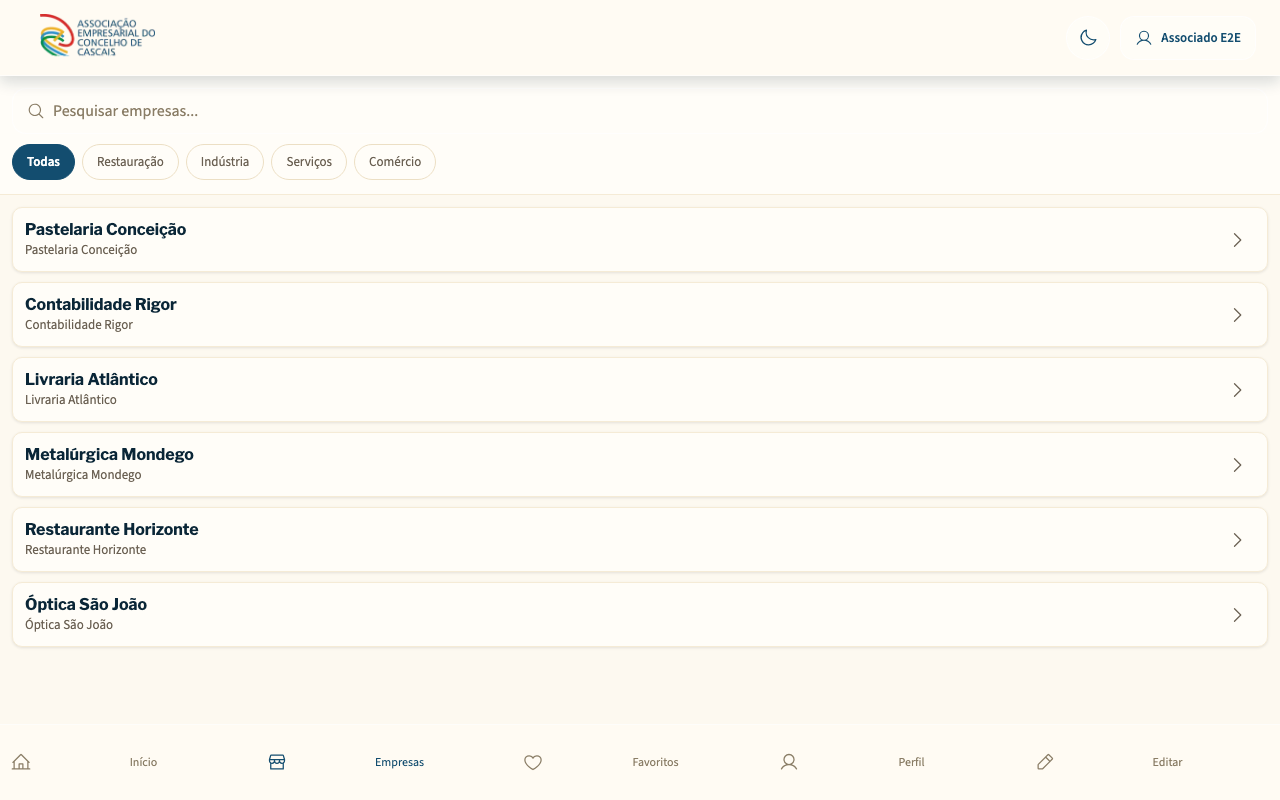 ASSOCIAÇÃO
EMPRESARIAL DO
CONCELHO DE
CASCAIS
Associado E2E
Pesquisar empresas...
Todas
Restauração
Indústria
Serviços
Comércio
Pastelaria Conceição
Pastelaria Conceição
Contabilidade Rigor
Contabilidade Rigor
Livraria Atlântico
Livraria Atlântico
Metalúrgica Mondego
Metalúrgica Mondego
Restaurante Horizonte
Restaurante Horizonte
Óptica São João
Óptica São João
Início
Empresas
Favoritos
Perfil
Editar